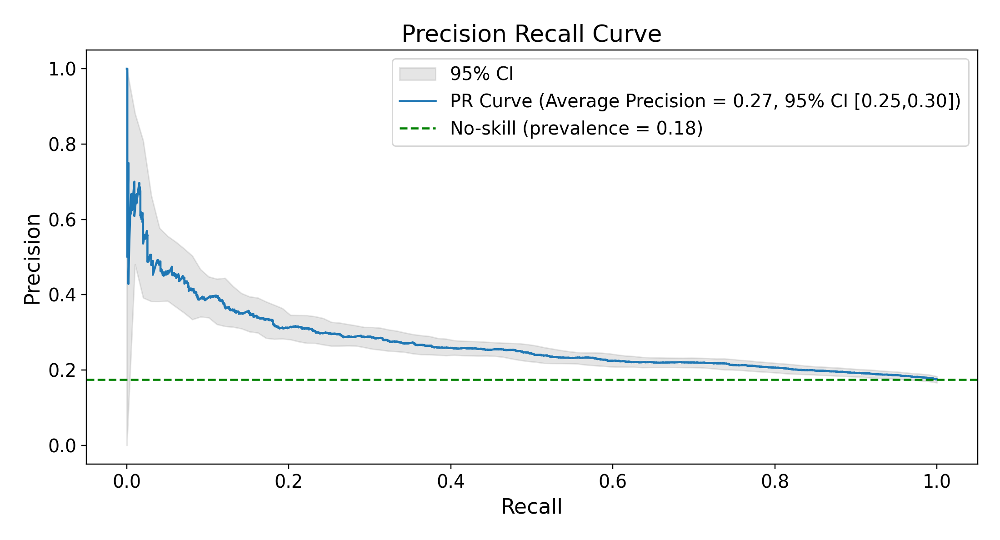 Precision Recall Curve
95% CI
PR Curve (Average Precision = 0.27, 95% CI [0.25,0.30])
No-skill (prevalence = 0.18)
Precision
1.0
0.8
0.6
0.4
0.2
0.0
0.0 0.2 0.4 0.6 0.8 1.0
Recall